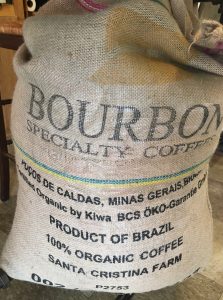 BOURBON
SPECIALTY COFFEE
POÇOS DE CALDAS, MINAS GERAIS,
Organic by Kiwa BCS ÖKO-Garantie
PRODUCT OF BRAZIL
100% ORGANIC COFFEE
SANTA CRISTINA FARM
P2753